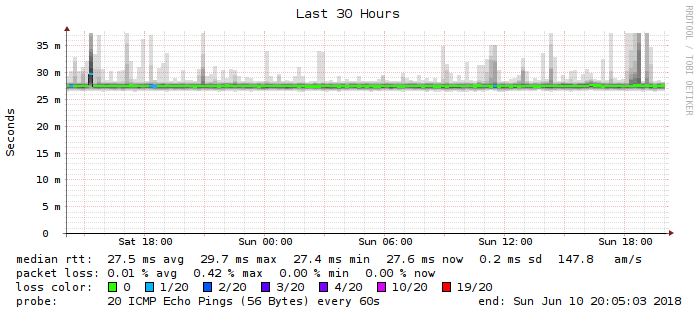 Last 30 Hours
RRDTOOL / TOBI OETIKER
Seconds
35 m
30 m
25 m
20 m
15 m
10 m
5 m
0
Sat 18:00 Sun 00:00 Sun 06:00 Sun 12:00 Sun 18:00
median rtt: 27.5 ms avg 29.7 ms max 27.4 ms min 27.6 ms now 0.2 ms sd 147.8 am/s
packet loss: 0.01 % avg 0.42 % max 0.00 % min 0.00 % now
loss color: 0 1/20 2/20 3/20 4/20 10/20 19/20
probe: 20 ICMP Echo Pings (56 Bytes) every 60s end: Sun Jun 10 20:05:03 2018